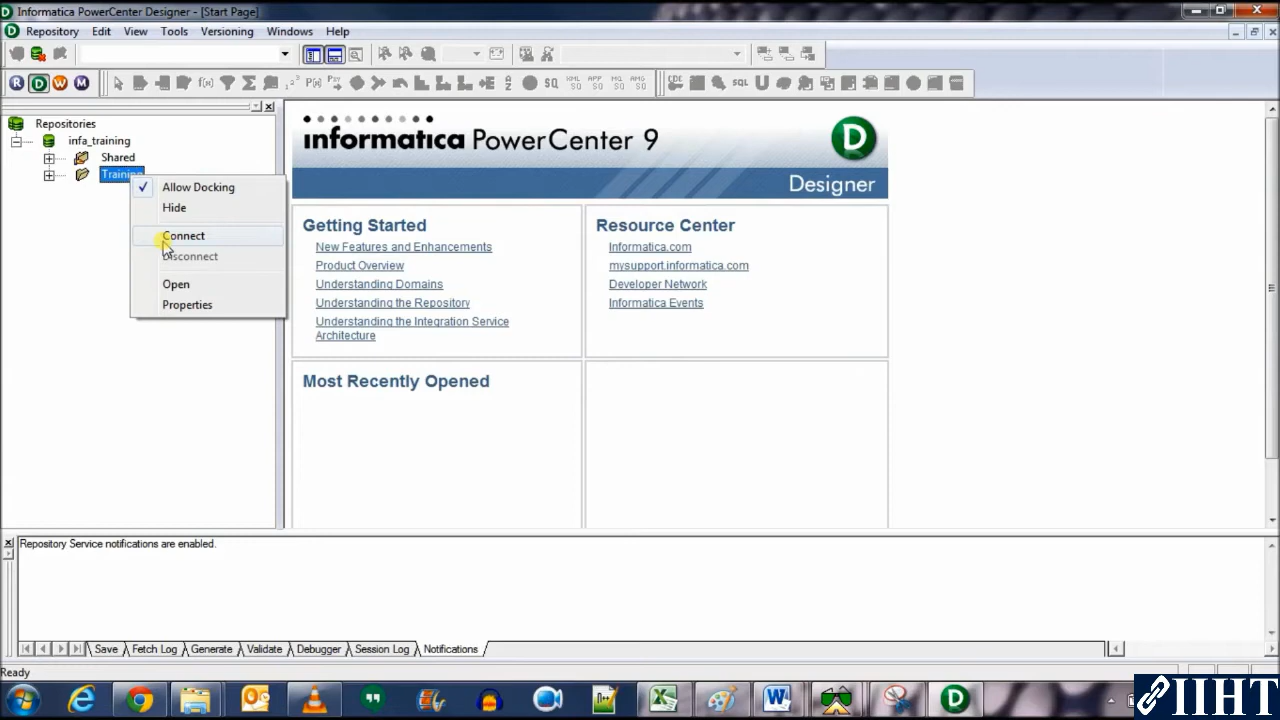 Informatica PowerCenter Designer - [Start Page]
Repository Edit View Tools Versioning Windows Help
Repositories
infa_training
Shared
Training
Allow Docking
Hide
Connect
Disconnect
Open
Properties
informatica PowerCenter 9
D
Designer
Getting Started
New Features and Enhancements
Product Overview
Understanding Domains
Understanding the Repository
Understanding the Integration Service
Architecture
Resource Center
Informatica.com
mysupport.informatica.com
Developer Network
Informatica Events
Most Recently Opened
Repository Service notifications are enabled.
Save Fetch Log Generate Validate Debugger Session Log Notifications
Ready
IIHT